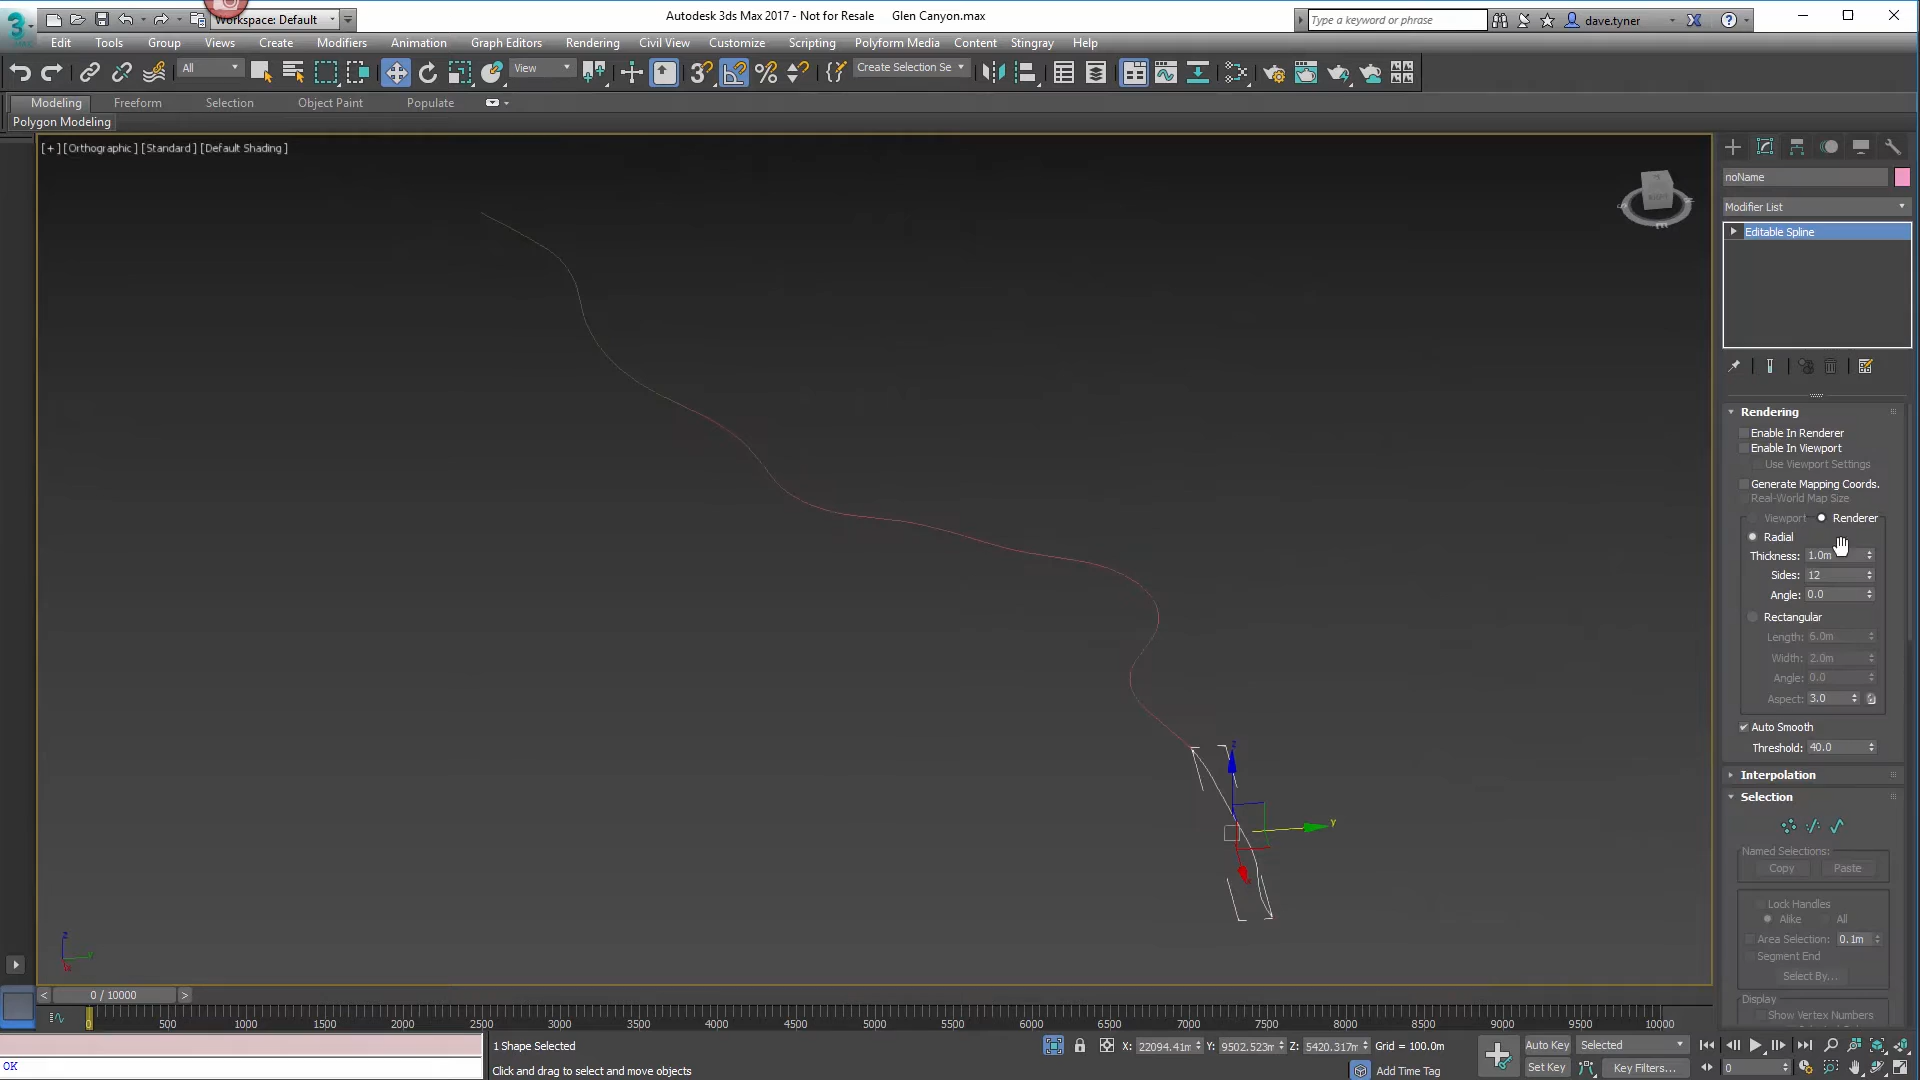 Workspace: Default
Autodesk 3ds Max 2017 - Not for Resale Glen Canyon.max
Type a keyword or phrase
dave.tyner
Edit Tools Group Views Create Modifiers Animation Graph Editors Rendering Civil View Customize Scripting Polyform Media Content Stingray Help
All View Create Selection Se
Modeling Freeform Selection Object Paint Populate
Polygon Modeling
[+] [Orthographic] [Standard] [Default Shading]
noName
Modifier List
Editable Spline
Rendering
Enable In Renderer
Enable In Viewport
Use Viewport Settings
Generate Mapping Coords.
Real-World Map Size
Viewport Renderer
Radial
Thickness: 1.0m
Sides: 12
Angle: 0.0
Rectangular
Length: 6.0m
Width: 2.0m
Angle: 0.0
Aspect: 3.0
Auto Smooth
Threshold: 40.0
Interpolation
Selection
Named Selections:
Copy Paste
Lock Handles
Alike All
Area Selection: 0.1m
Segment End
Select By...
Display
Show Vertex Numbers
z
y
z
< 0 / 10000 >
0 500 1000 1500 2000 2500 3000 3500 4000 4500 5000 5500 6000 6500 7000 7500 8000 8500 9000 9500 10000
1 Shape Selected
X: 22094.41m Y: 9502.523m Z: 5420.317m Grid = 100.0m
Auto Key Selected
OK
Click and drag to select and move objects
Add Time Tag
Set Key Key Filters... 0